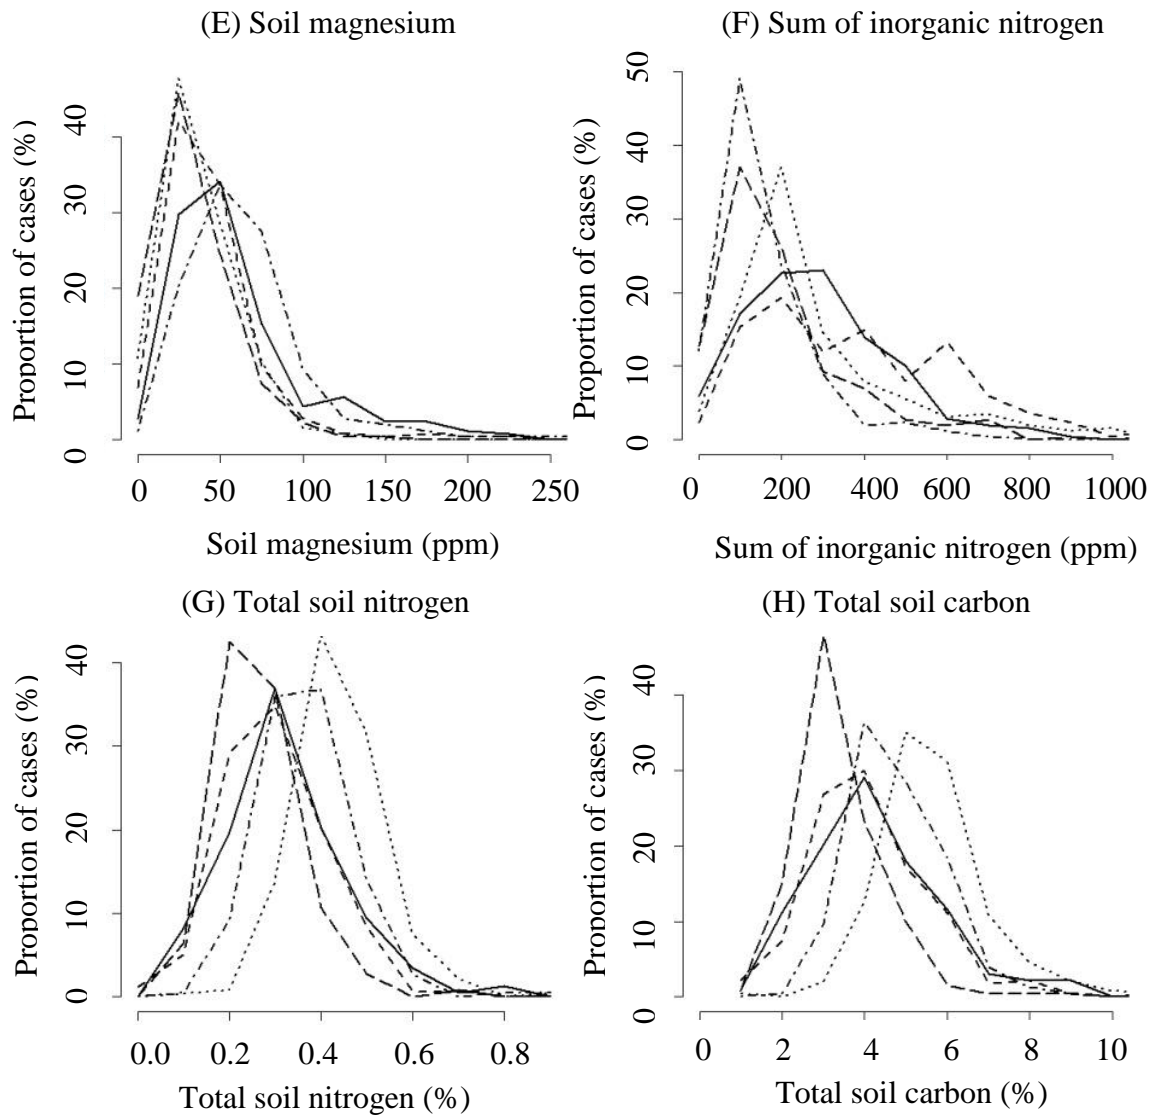 (E) Soil magnesium
Proportion of cases (%)
0 10 20 30 40
0 50 100 150 200 250
Soil magnesium (ppm)
(F) Sum of inorganic nitrogen
Proportion of cases (%)
0 10 20 30 40 50
0 200 400 600 800 1000
Sum of inorganic nitrogen (ppm)
(G) Total soil nitrogen
Proportion of cases (%)
0 10 20 30 40
0.0 0.2 0.4 0.6 0.8
Total soil nitrogen (%)
(H) Total soil carbon
Proportion of cases (%)
0 10 20 30 40
0 2 4 6 8 10
Total soil carbon (%)